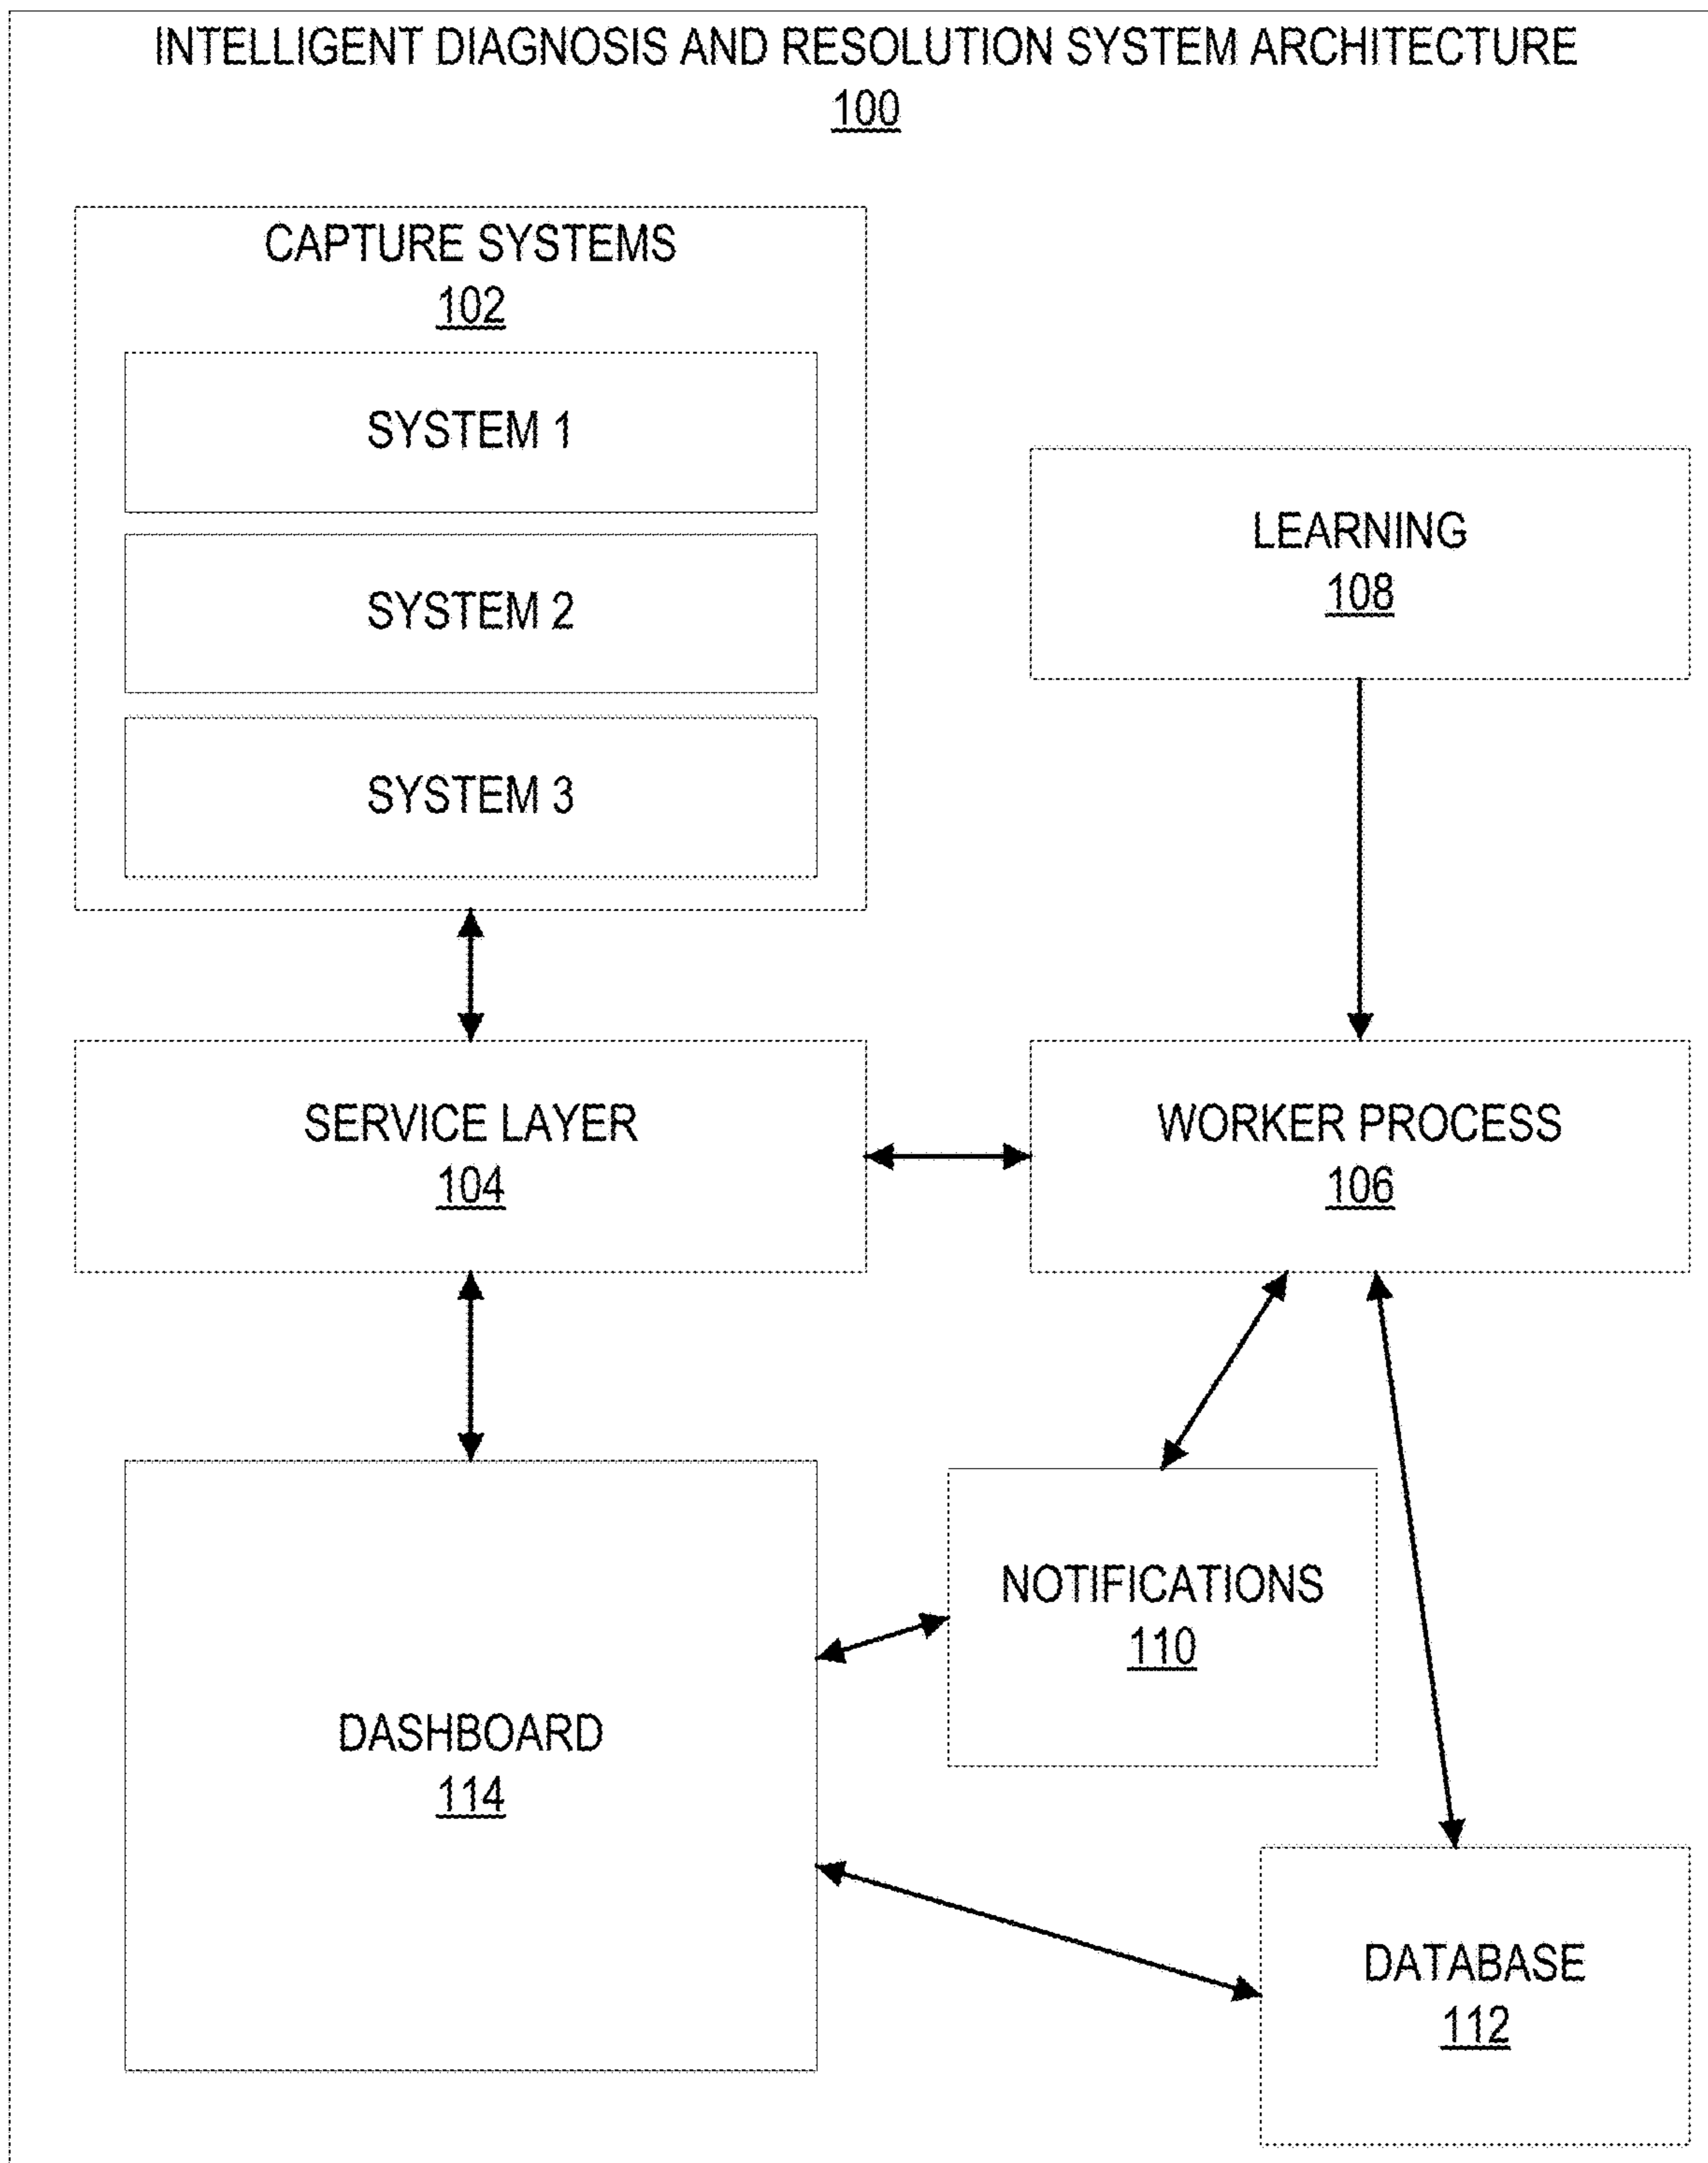 INTELLIGENT DIAGNOSIS AND RESOLUTION SYSTEM ARCHITECTURE
100
CAPTURE SYSTEMS
102
SYSTEM 1
SYSTEM 2
SYSTEM 3
LEARNING
108
SERVICE LAYER
104
WORKER PROCESS
106
NOTIFICATIONS
110
DASHBOARD
114
DATABASE
112